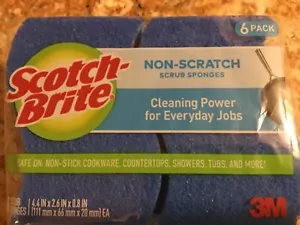 6 PACK
Scotch-
Brite
NON-SCRATCH
SCRUB SPONGES
Cleaning Power
for Everyday Jobs
SAFE ON: NON-STICK COOKWARE, COUNTERTOPS, SHOWERS, TUBS, AND MORE!
4.4 IN x 2.6 IN x 0.8 IN
(111 mm x 66 mm x 20 mm) EA
3M